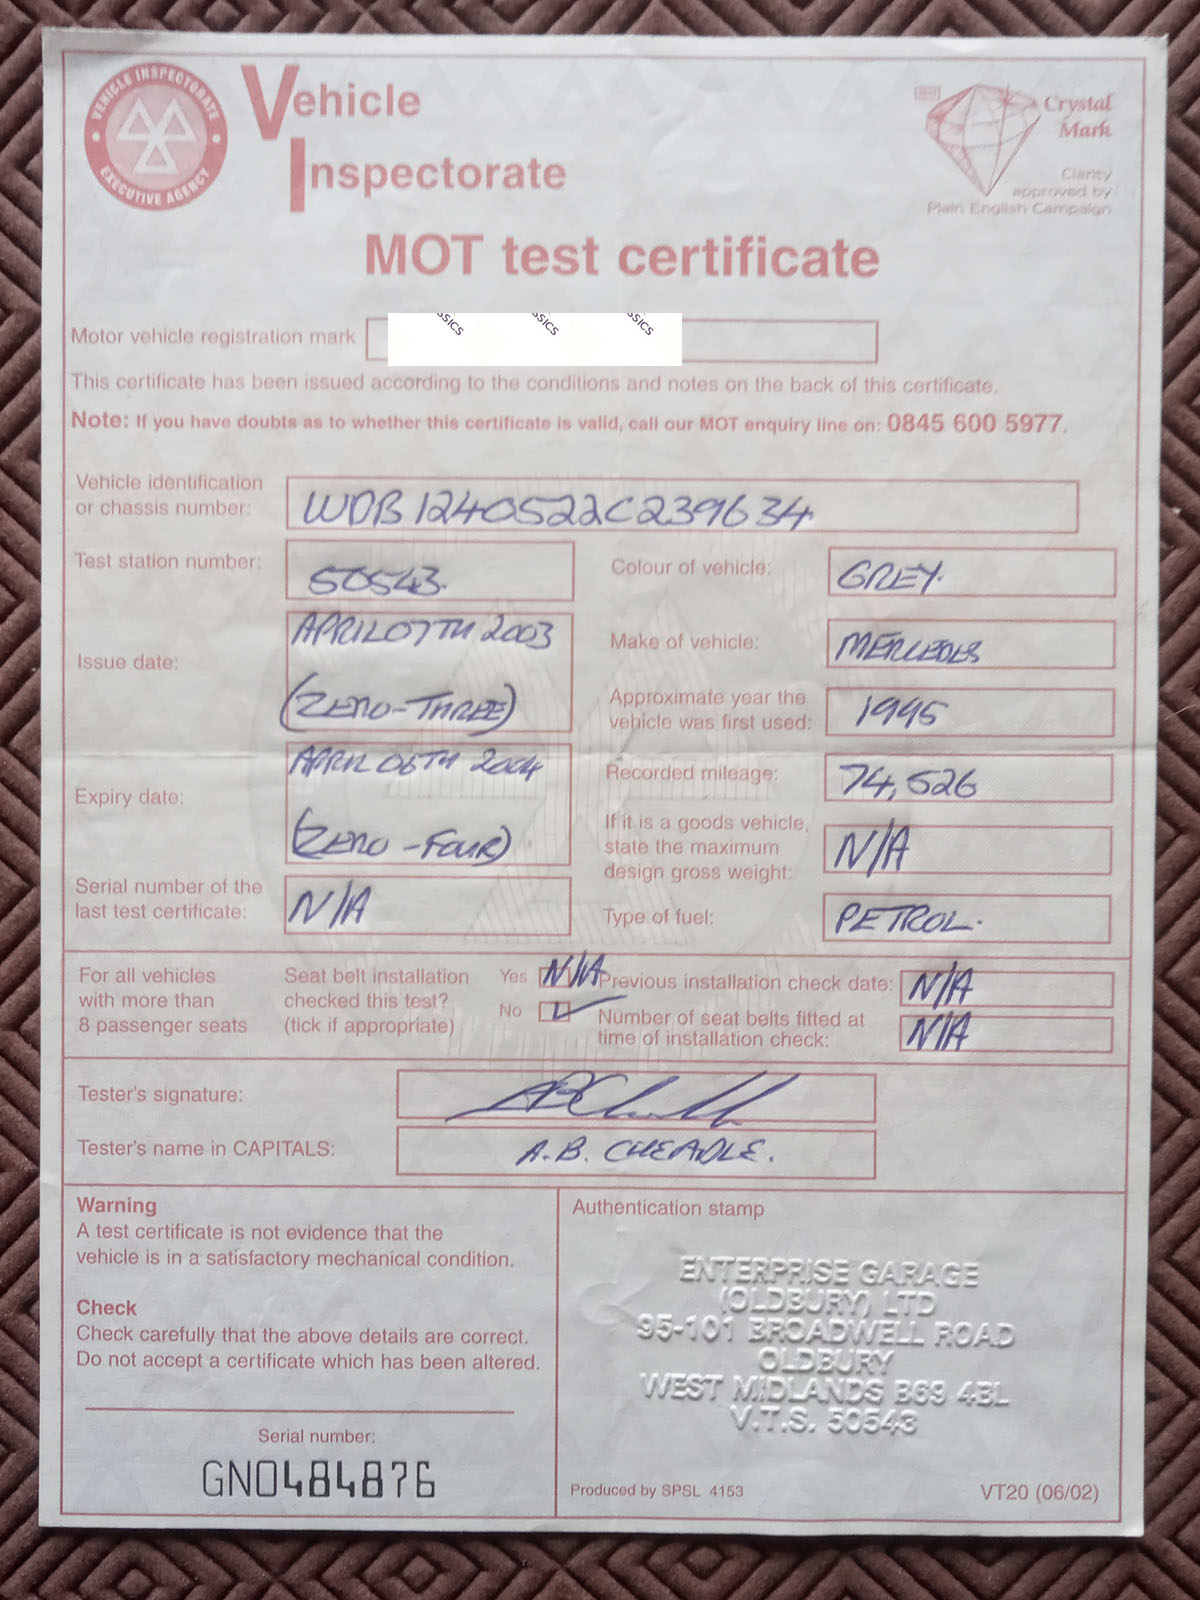 VEHICLE INSPECTORATE
EXECUTIVE AGENCY
Vehicle
Inspectorate
Crystal
Mark
Clarity
approved by
Plain English Campaign
MOT test certificate
Motor vehicle registration mark
SSICS SSICS SSICS
This certificate has been issued according to the conditions and notes on the back of this certificate.
Note: If you have doubts as to whether this certificate is valid, call our MOT enquiry line on: 0845 600 5977.
Vehicle identification
or chassis number: WDB1240522C239634
Test station number: 50543.
Colour of vehicle: GREY.
Issue date: APRIL 07TH 2003
(ZERO-THREE)
Make of vehicle: MERCEDES
Approximate year the
vehicle was first used: 1995
Expiry date: APRIL 06TH 2004
(ZERO-FOUR)
Recorded mileage: 74,526
If it is a goods vehicle,
state the maximum
design gross weight: N/A
Serial number of the
last test certificate: N/A
Type of fuel: PETROL.
For all vehicles
with more than
8 passenger seats
Seat belt installation
checked this test?
(tick if appropriate)
Yes N/A
No
Previous installation check date: N/A
Number of seat belts fitted at
time of installation check: N/A
Tester's signature:
Tester's name in CAPITALS: A.B. CHEADLE.
Warning
A test certificate is not evidence that the
vehicle is in a satisfactory mechanical condition.
Check
Check carefully that the above details are correct.
Do not accept a certificate which has been altered.
Serial number:
GN0484876
Authentication stamp
ENTERPRISE GARAGE
(OLDBURY) LTD
95-101 BROADWELL ROAD
OLDBURY
WEST MIDLANDS B69 4BL
V.T.S. 50543
Produced by SPSL 4153
VT20 (06/02)